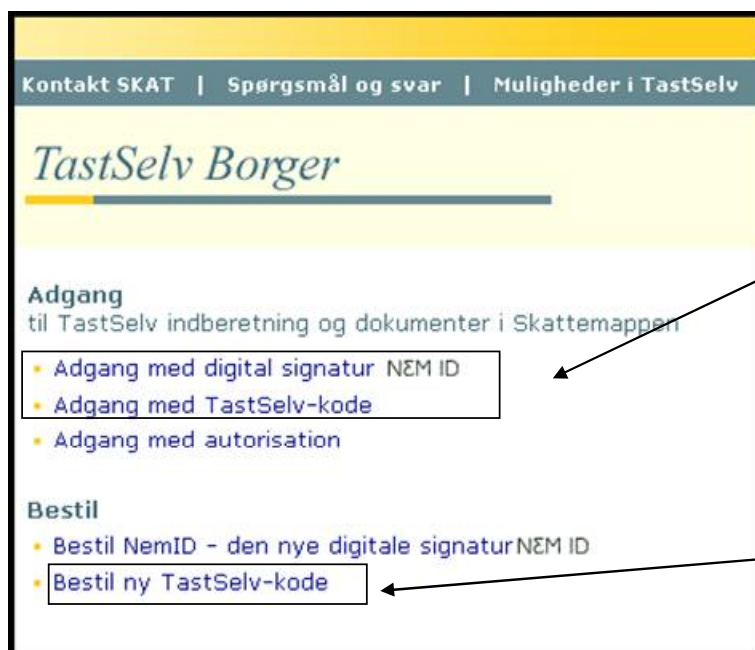 Kontakt SKAT | Spørgsmål og svar | Muligheder i TastSelv
TastSelv Borger
Adgang
til TastSelv indberetning og dokumenter i Skattemappen
Adgang med digital signatur NEM ID
Adgang med TastSelv-kode
Adgang med autorisation
Bestil
Bestil NemID - den nye digitale signatur NEM ID
Bestil ny TastSelv-kode